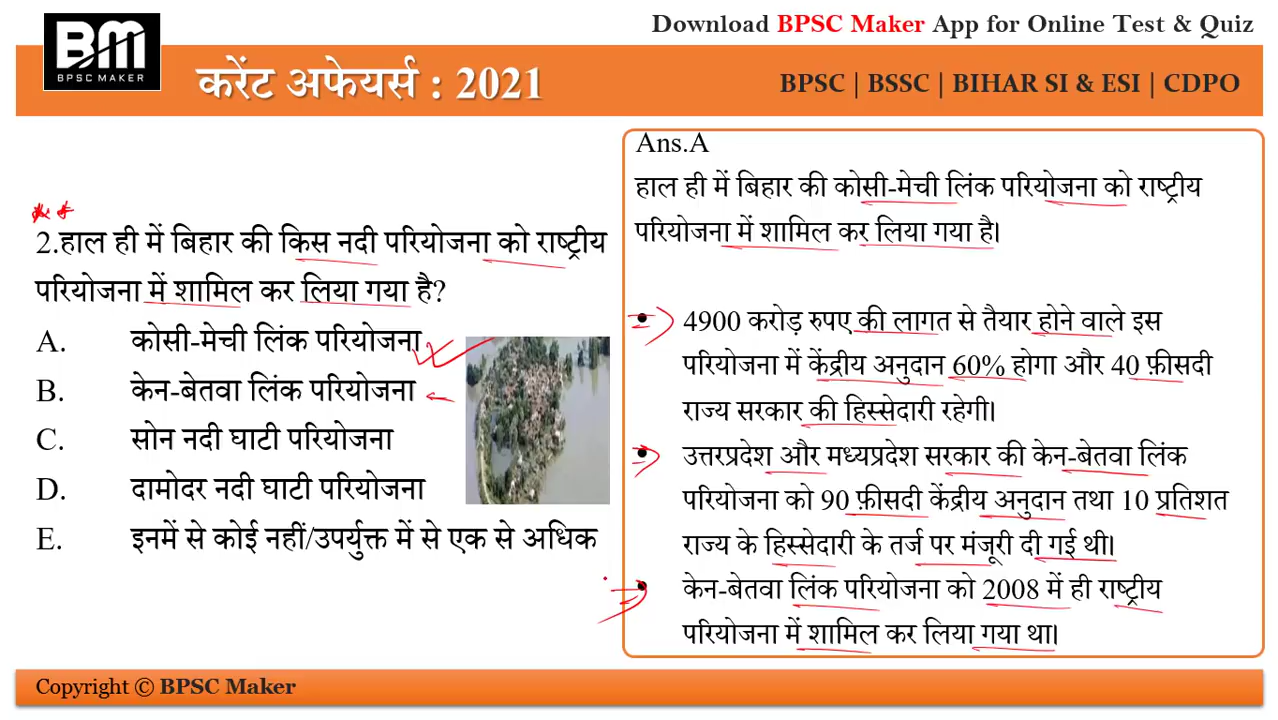 Download BPSC Maker App for Online Test & Quiz
BM
BPSC MAKER
करेंट अफेयर्स : 2021
BPSC | BSSC | BIHAR SI & ESI | CDPO
2.हाल ही में बिहार की किस नदी परियोजना को राष्ट्रीय
परियोजना में शामिल कर लिया गया है?
A. कोसी-मेची लिंक परियोजना
B. केन-बेतवा लिंक परियोजना
C. सोन नदी घाटी परियोजना
D. दामोदर नदी घाटी परियोजना
E. इनमें से कोई नहीं/उपर्युक्त में से एक से अधिक
Ans.A
हाल ही में बिहार की कोसी-मेची लिंक परियोजना को राष्ट्रीय
परियोजना में शामिल कर लिया गया है।
• 4900 करोड़ रुपए की लागत से तैयार होने वाले इस
परियोजना में केंद्रीय अनुदान 60% होगा और 40 फ़ीसदी
राज्य सरकार की हिस्सेदारी रहेगी।
• उत्तरप्रदेश और मध्यप्रदेश सरकार की केन-बेतवा लिंक
परियोजना को 90 फ़ीसदी केंद्रीय अनुदान तथा 10 प्रतिशत
राज्य के हिस्सेदारी के तर्ज पर मंजूरी दी गई थी।
• केन-बेतवा लिंक परियोजना को 2008 में ही राष्ट्रीय
परियोजना में शामिल कर लिया गया था।
Copyright © BPSC Maker